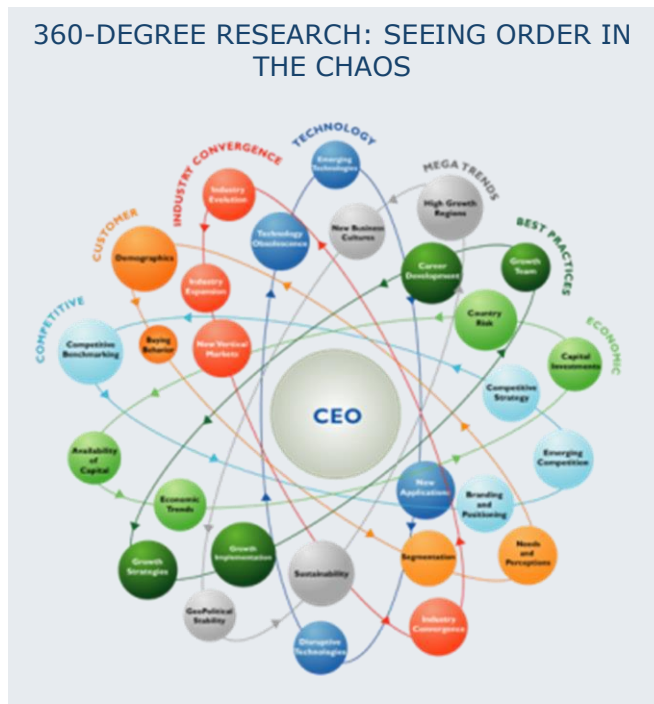 360-DEGREE RESEARCH: SEEING ORDER IN
THE CHAOS
TECHNOLOGY
INDUSTRY CONVERGENCE
MEGA TRENDS
CUSTOMER
BEST PRACTICES
COMPETITIVE
ECONOMIC
Emerging
Technologies
Industry
Evolution
High Growth
Regions
New Business
Cultures
Technology
Obsolescence
Demographics
Career
Development
Growth
Team
Industry
Expansion
Country
Risk
Competitive
Benchmarking
Buying
Behavior
New Vertical
Markets
Capital
Investments
Competitive
Strategy
CEO
Availability
of
Capital
Emerging
Competition
New
Applications
Branding
and
Positioning
Economic
Trends
Growth
Strategies
Growth
Implementation
Sustainability
Segmentation
Needs
and
Perceptions
GeoPolitical
Stability
Disruptive
Technologies
Industry
Convergence